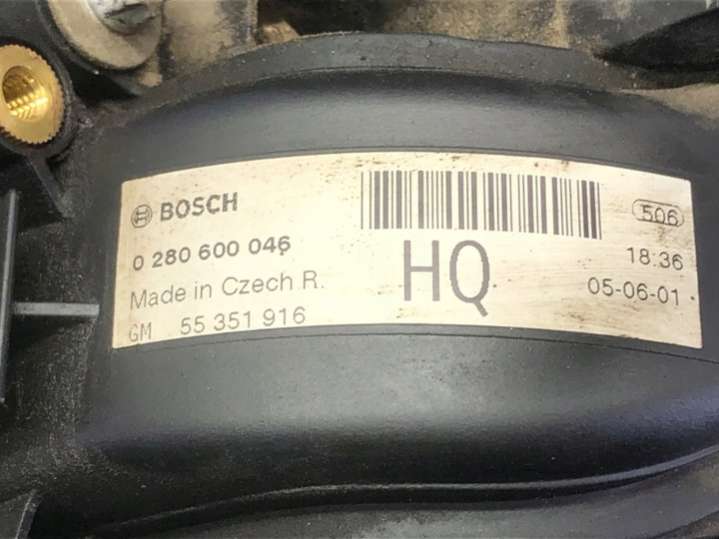 BOSCH
506
0 280 600 046
HQ
18:36
Made in Czech R.
05-06-01
GM 55 351 916